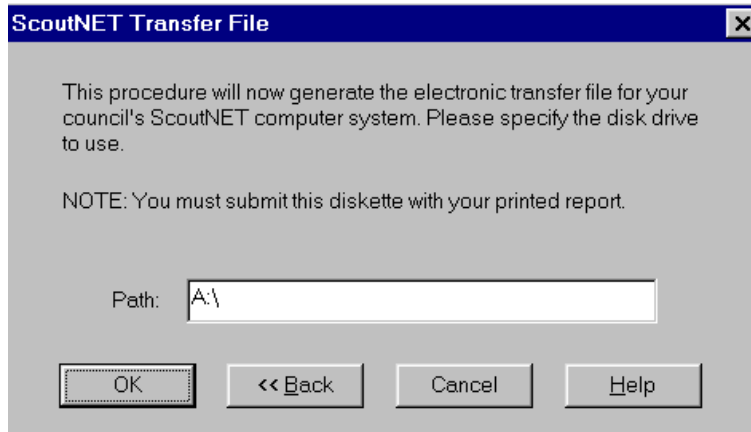 ScoutNET Transfer File
This procedure will now generate the electronic transfer file for your
council's ScoutNET computer system. Please specify the disk drive
to use.
NOTE: You must submit this diskette with your printed report.
Path: A:\
OK << Back Cancel Help